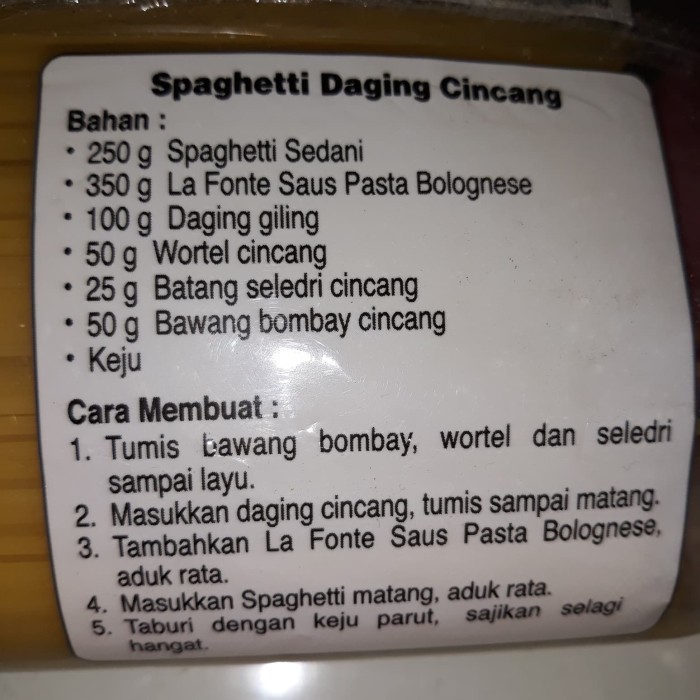 Spaghetti Daging Cincang
Bahan :
• 250 g Spaghetti Sedani
• 350 g La Fonte Saus Pasta Bolognese
• 100 g Daging giling
• 50 g Wortel cincang
• 25 g Batang seledri cincang
• 50 g Bawang bombay cincang
• Keju
Cara Membuat :
1. Tumis bawang bombay, wortel dan seledri
sampai layu.
2. Masukkan daging cincang, tumis sampai matang.
3. Tambahkan La Fonte Saus Pasta Bolognese,
aduk rata.
4. Masukkan Spaghetti matang, aduk rata.
5. Taburi dengan keju parut, sajikan selagi
hangat.